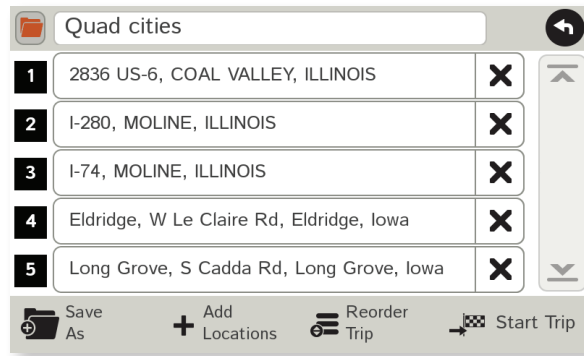 Quad cities
1 2836 US-6, COAL VALLEY, ILLINOIS
2 I-280, MOLINE, ILLINOIS
3 I-74, MOLINE, ILLINOIS
4 Eldridge, W Le Claire Rd, Eldridge, Iowa
5 Long Grove, S Cadda Rd, Long Grove, Iowa
Save As
Add Locations
Reorder Trip
Start Trip